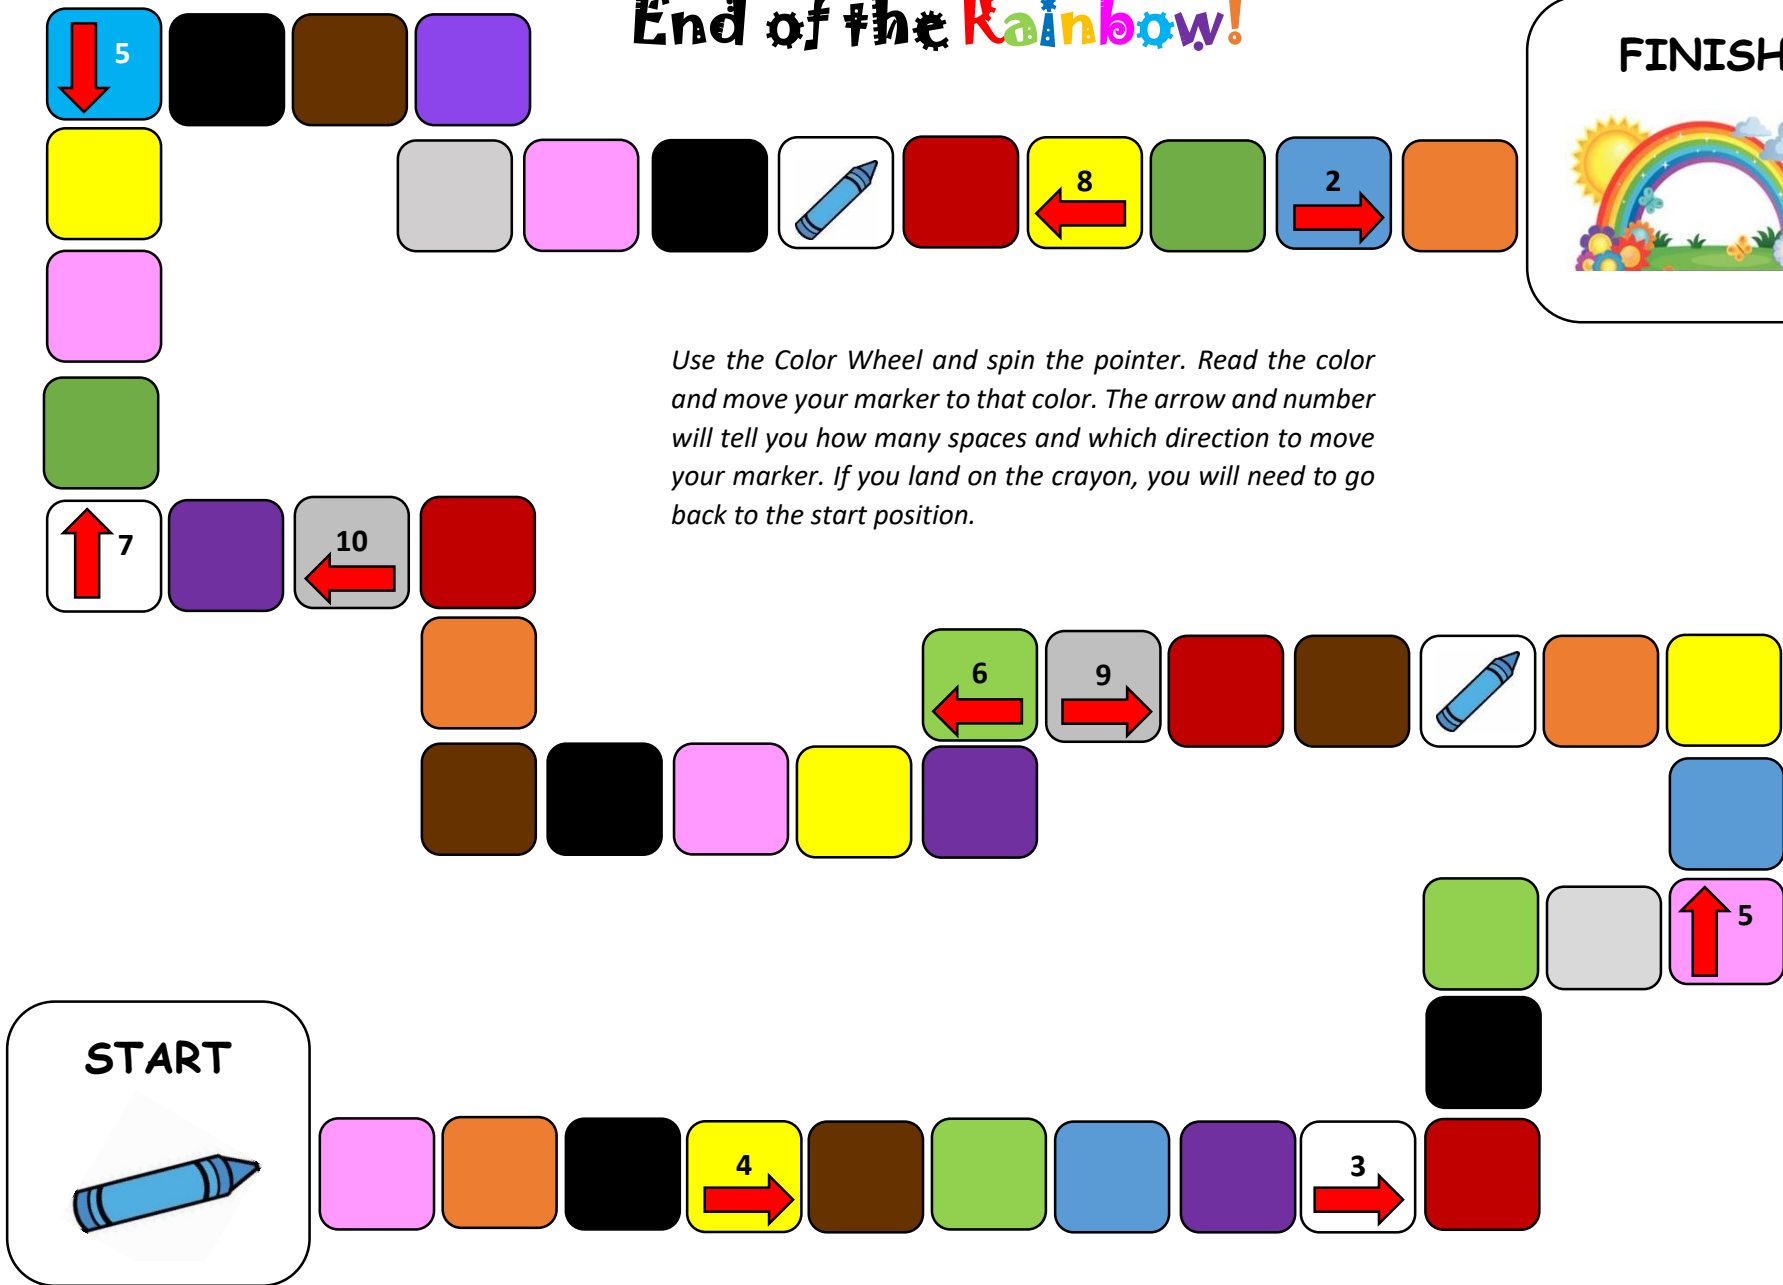 End of the Rainbow!
FINISH
5
8
2
Use the Color Wheel and spin the pointer. Read the color
and move your marker to that color. The arrow and number
will tell you how many spaces and which direction to move
your marker. If you land on the crayon, you will need to go
back to the start position.
7
10
6
9
5
START
4
3